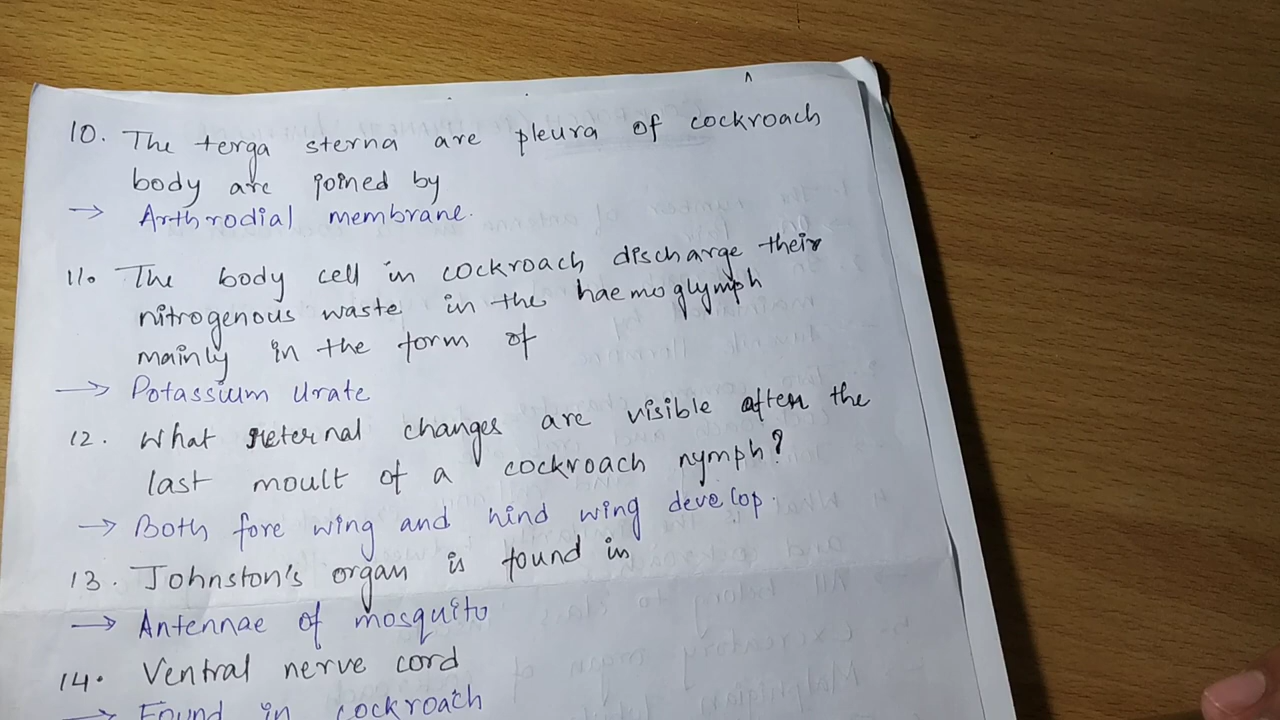 10. The terga sterna are pleura of cockroach
body are joined by
→ Arthrodial membrane.
11. The body cell in cockroach discharge their
nitrogenous waste in the haemoglymph
mainly in the form of
→ Potassium Urate
12. What external changes are visible after the
last moult of a cockroach nymph?
→ Both fore wing and hind wing develop.
13. Johnston's organ is found in
→ Antennae of mosquito
14. Ventral nerve cord
→ Found in cockroach